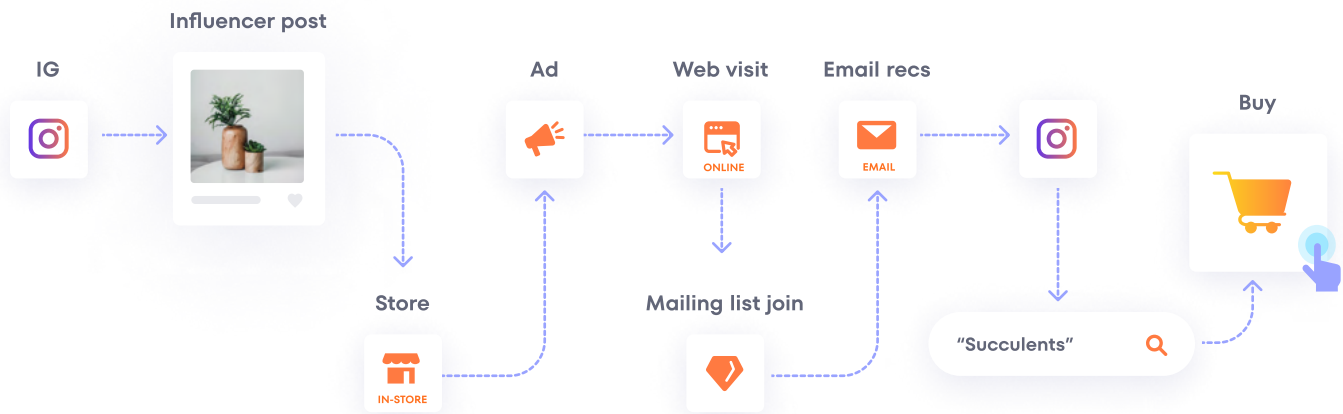 Influencer post
IG
Ad
Web visit
Email recs
Buy
ONLINE
EMAIL
Store
Mailing list join
“Succulents”
IN-STORE